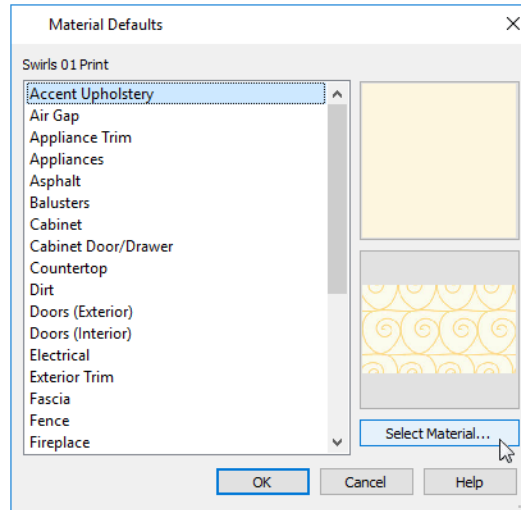 Material Defaults
Swirls 01 Print
Accent Upholstery
Air Gap
Appliance Trim
Appliances
Asphalt
Balusters
Cabinet
Cabinet Door/Drawer
Countertop
Dirt
Doors (Exterior)
Doors (Interior)
Electrical
Exterior Trim
Fascia
Fence
Fireplace
Select Material...
OK
Cancel
Help